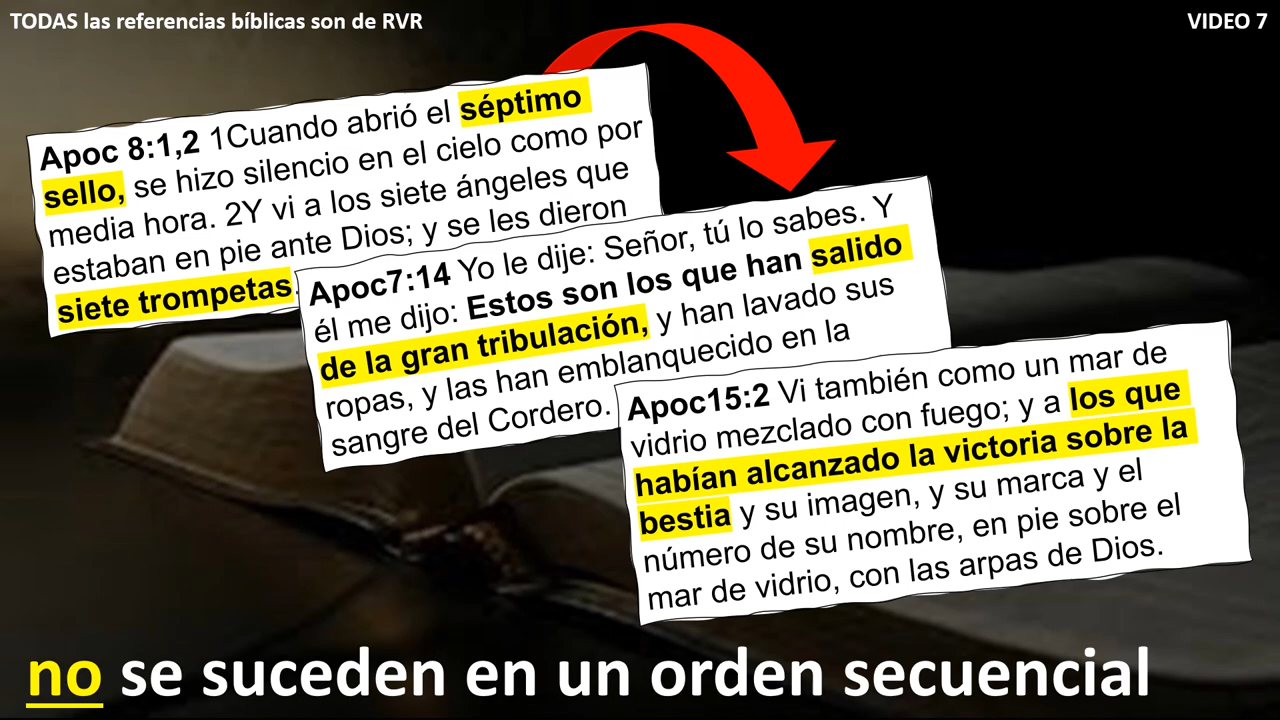 TODAS las referencias bíblicas son de RVR
VIDEO 7
Apoc 8:1,2 1Cuando abrió el séptimo
sello, se hizo silencio en el cielo como por
media hora. 2Y vi a los siete ángeles que
estaban en pie ante Dios; y se les dieron
siete trompetas.
Apoc7:14 Yo le dije: Señor, tú lo sabes. Y
él me dijo: Estos son los que han salido
de la gran tribulación, y han lavado sus
ropas, y las han emblanquecido en la
sangre del Cordero.
Apoc15:2 Vi también como un mar de
vidrio mezclado con fuego; y a los que
habían alcanzado la victoria sobre la
bestia y su imagen, y su marca y el
número de su nombre, en pie sobre el
mar de vidrio, con las arpas de Dios.
no se suceden en un orden secuencial